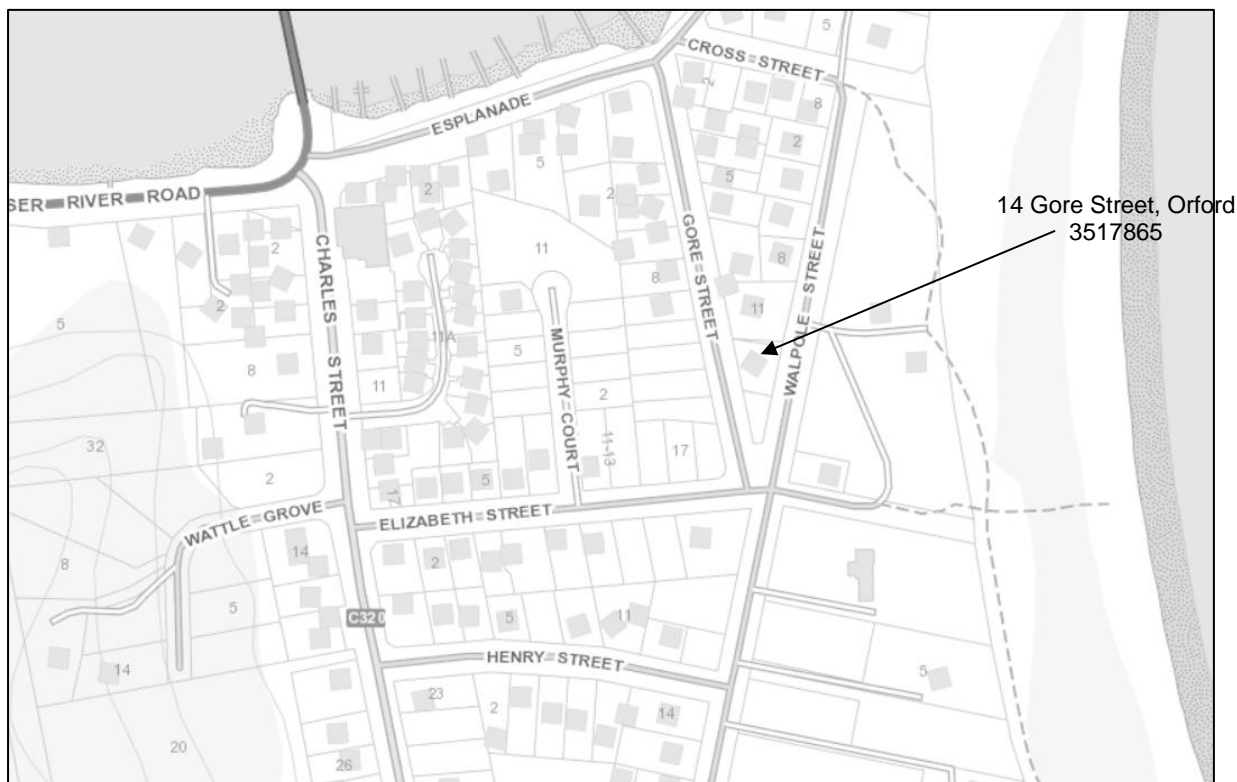 5
CROSS STREET
2
8
ESPLANADE
2
5
2
5
SER RIVER ROAD
14 Gore Street, Orford
3517865
2
CHARLES STREET
11
GORE STREET
8
8
WALPOLE STREET
2
11
5
11A
MURPHY COURT
5
8
11
2
32
11-13
17
2
5
17
WATTLE GROVE
ELIZABETH STREET
14
2
8
5
C320
5
11
HENRY STREET
14
5
23
2
14
20
26